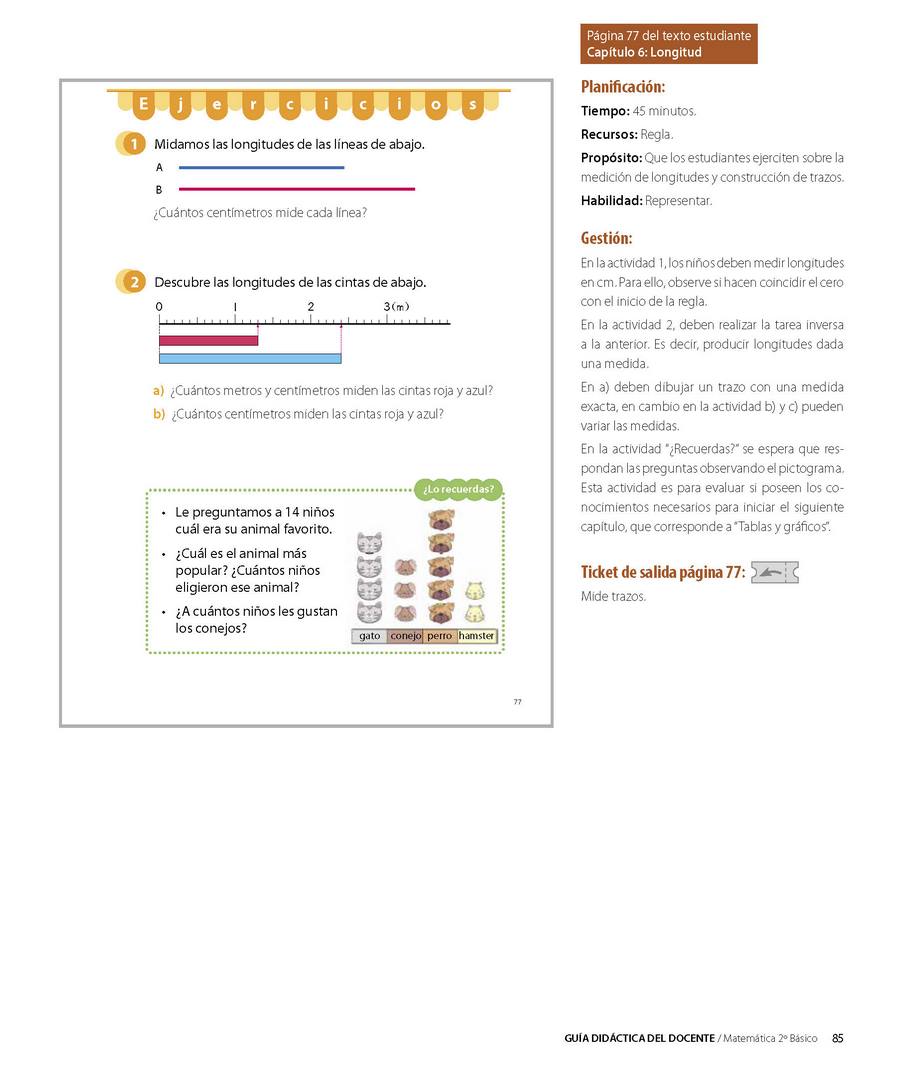 Página 77 del texto estudiante
Capítulo 6: Longitud
Ejercicios
1 Midamos las longitudes de las líneas de abajo.
A
B
¿Cuántos centímetros mide cada línea?
2 Descubre las longitudes de las cintas de abajo.
0 1 2 3(m)
a) ¿Cuántos metros y centímetros miden las cintas roja y azul?
b) ¿Cuántos centímetros miden las cintas roja y azul?
¿Lo recuerdas?
• Le preguntamos a 14 niños
cuál era su animal favorito.
• ¿Cuál es el animal más
popular? ¿Cuántos niños
eligieron ese animal?
• ¿A cuántos niños les gustan
los conejos?
gato conejo perro hamster
77
Planificación:
Tiempo: 45 minutos.
Recursos: Regla.
Propósito: Que los estudiantes ejerciten sobre la
medición de longitudes y construcción de trazos.
Habilidad: Representar.
Gestión:
En la actividad 1, los niños deben medir longitudes
en cm. Para ello, observe si hacen coincidir el cero
con el inicio de la regla.
En la actividad 2, deben realizar la tarea inversa
a la anterior. Es decir, producir longitudes dada
una medida.
En a) deben dibujar un trazo con una medida
exacta, en cambio en la actividad b) y c) pueden
variar las medidas.
En la actividad "¿Recuerdas?" se espera que res-
pondan las preguntas observando el pictograma.
Esta actividad es para evaluar si poseen los co-
nocimientos necesarios para iniciar el siguiente
capítulo, que corresponde a "Tablas y gráficos".
Ticket de salida página 77:
Mide trazos.
GUÍA DIDÁCTICA DEL DOCENTE / Matemática 2º Básico 85